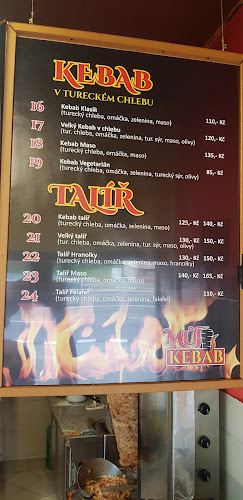 KEBAB
V TURECKÉM CHLEBU
16 Kebab Klasik 110,- Kč
(turecký chleba, omáčka, zelenina, maso)
17 Velký Kebab v chlebu 120,- Kč
(tur. chleba, omáčka, zelenina, tur. sýr, maso, olivy)
18 Kebab Maso 135,- Kč
(turecký chleba, omáčka, maso)
19 Kebab Vegetarián 85,- Kč
(turecký chleba, omáčka, zelenina, turecký sýr, olivy)
TALÍŘ
20 Kebab talíř 125,- Kč 140,- Kč
(turecký chleba, omáčka, zelenina, maso)
21 Velký talíř 130,- Kč 150,- Kč
(tur. chleba, omáčka, zelenina, tur. sýr, maso, olivy)
22 Talíř Hranolky 130,- Kč 150,- Kč
(turecký chleba, omáčka, zelenina, maso, hranolky)
23 Talíř Maso 140,- Kč 165,- Kč
(turecký chleba, omáčka, maso)
24 Talíř Falafel 110,- Kč
(turecký chleba, omáčka, zelenina, falafel)
MŮJ
KEBAB